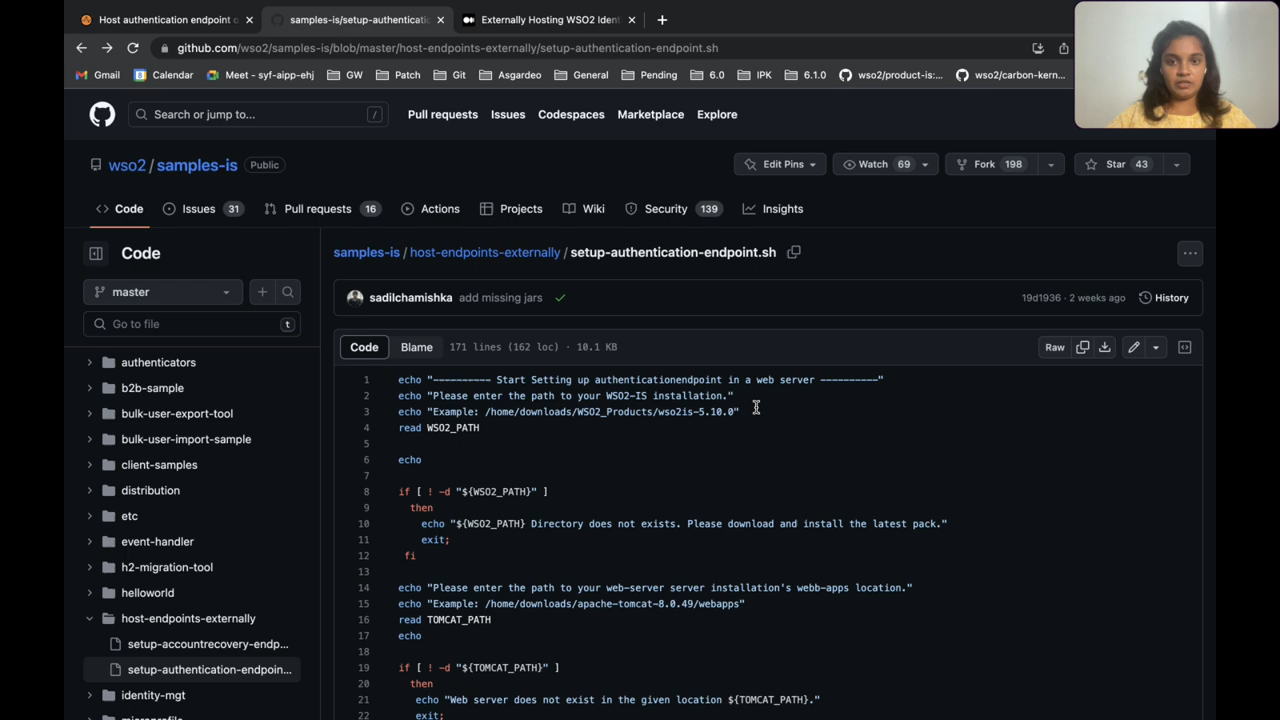 Host authentication endpoint o
samples-is/setup-authenticatio
Externally Hosting WSO2 Ident
github.com/wso2/samples-is/blob/master/host-endpoints-externally/setup-authentication-endpoint.sh
Gmail Calendar Meet - syf-aipp-ehj GW Patch Git Asgardeo General Pending 6.0 IPK 6.1.0 wso2/product-is:... wso2/carbon-kern...
Search or jump to... /
Pull requests Issues Codespaces Marketplace Explore
wso2 / samples-is Public
Edit Pins Watch 69 Fork 198 Star 43
Code Issues 31 Pull requests 16 Actions Projects Wiki Security 139 Insights
Code
samples-is / host-endpoints-externally / setup-authentication-endpoint.sh
master
sadilchamishka add missing jars
19d1936 · 2 weeks ago History
Go to file t
Code Blame 171 lines (162 loc) · 10.1 KB
Raw
authenticators
b2b-sample
bulk-user-export-tool
bulk-user-import-sample
client-samples
distribution
etc
event-handler
h2-migration-tool
helloworld
host-endpoints-externally
setup-accountrecovery-endp...
setup-authentication-endpoin...
identity-mgt
1 echo "---------- Start Setting up authenticationendpoint in a web server ----------"
2 echo "Please enter the path to your WSO2-IS installation."
3 echo "Example: /home/downloads/WSO2_Products/wso2is-5.10.0"
4 read WSO2_PATH
5
6 echo
7
8 if [ ! -d "${WSO2_PATH}" ]
9 then
10 echo "${WSO2_PATH} Directory does not exists. Please download and install the latest pack."
11 exit;
12 fi
13
14 echo "Please enter the path to your web-server server installation's webb-apps location."
15 echo "Example: /home/downloads/apache-tomcat-8.0.49/webapps"
16 read TOMCAT_PATH
17 echo
18
19 if [ ! -d "${TOMCAT_PATH}" ]
20 then
21 echo "Web server does not exist in the given location ${TOMCAT_PATH}."
22 exit;